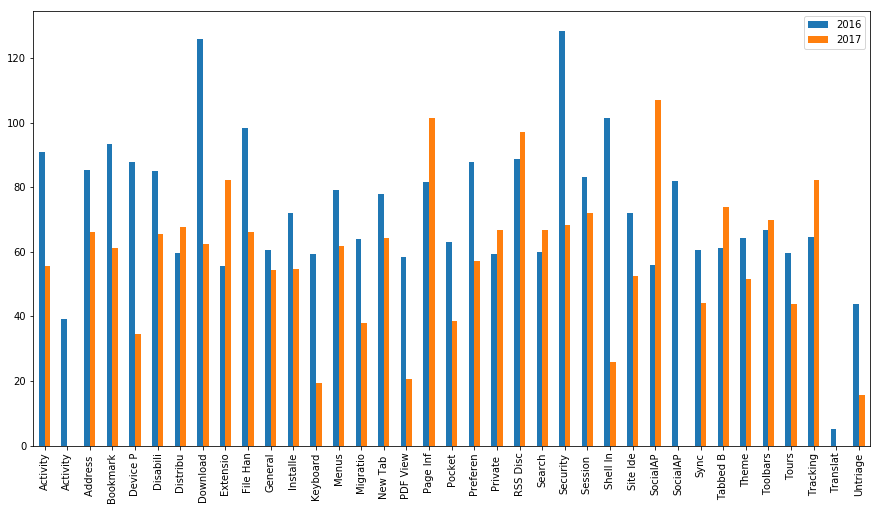 2016
2017
120
100
80
60
40
20
0
Activity
Activity
Address
Bookmark
Device P
Disabili
Distribu
Download
Extensio
File Han
General
Installe
Keyboard
Menus
Migratio
New Tab
PDF View
Page Inf
Pocket
Preferen
Private
RSS Disc
Search
Security
Session
Shell In
Site Ide
SocialAP
SocialAP
Sync
Tabbed B
Theme
Toolbars
Tours
Tracking
Translat
Untriage